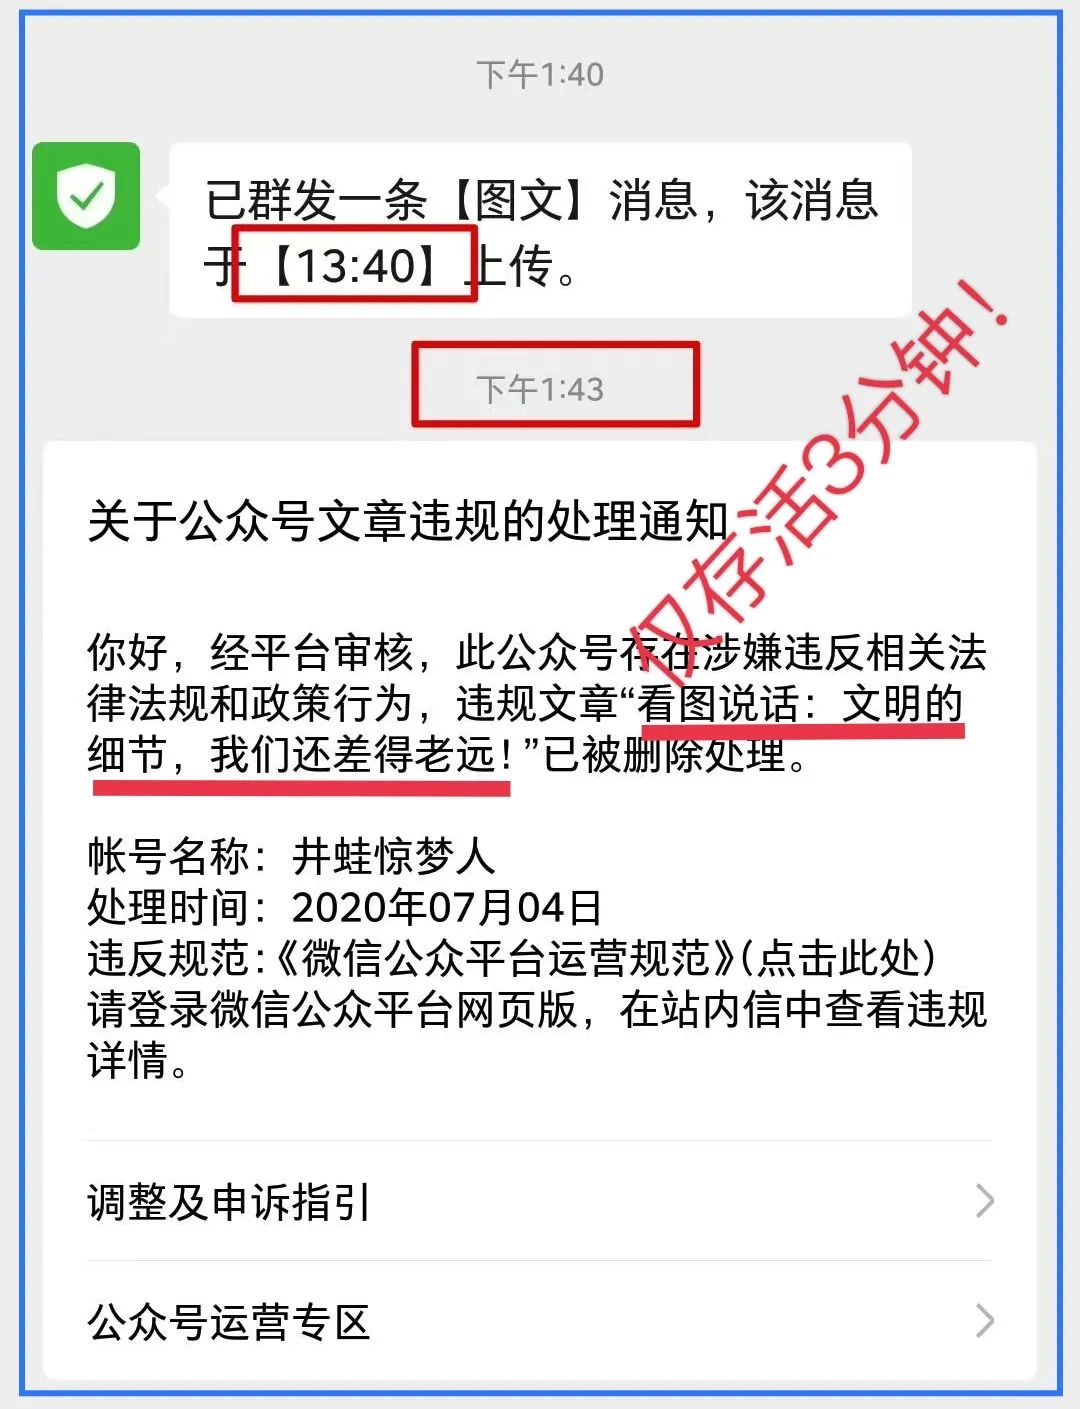 下午1:40
已群发一条【图文】消息，该消息
于【13:40】上传。
下午1:43
仅存活3分钟！
关于公众号文章违规的处理通知
你好，经平台审核，此公众号存在涉嫌违反相关法
律法规和政策行为，违规文章“看图说话：文明的
细节，我们还差得老远！”已被删除处理。
帐号名称：井蛙惊梦人
处理时间：2020年07月04日
违反规范:《微信公众平台运营规范》(点击此处)
请登录微信公众平台网页版，在站内信中查看违规
详情。
调整及申诉指引
公众号运营专区